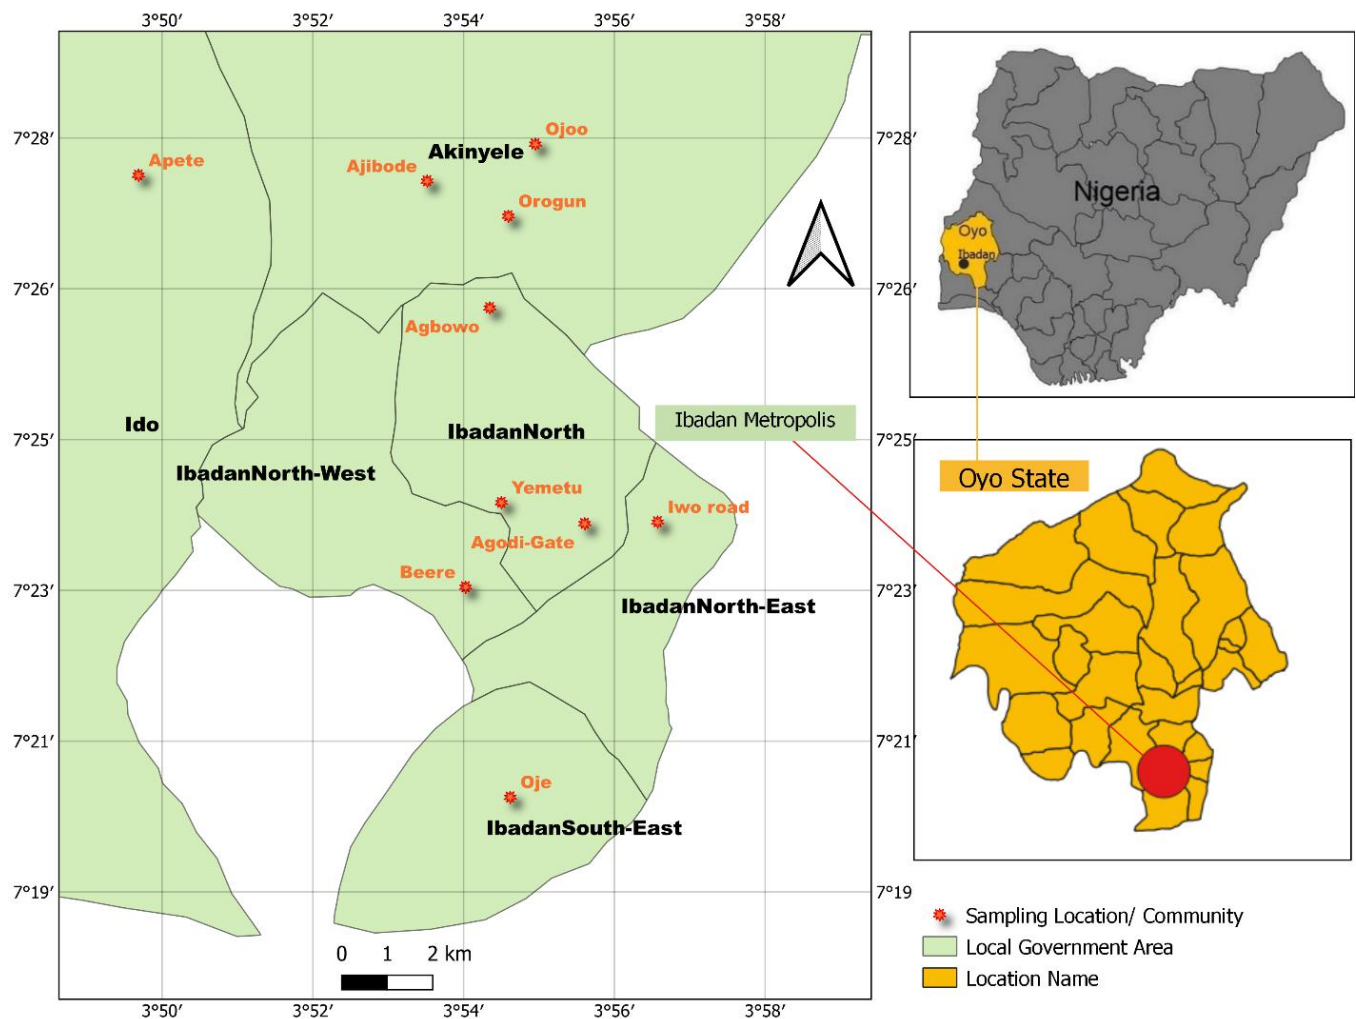 3°50′ 3°52′ 3°54′ 3°56′ 3°58′
7°28′ 7°28′
7°26′ 7°26′
7°25′ 7°25′
7°23′ 7°23′
7°21′ 7°21′
7°19′ 7°19
Ojoo
Akinyele
Apete
Ajibode
Orogun
Agbowo
Ido
IbadanNorth
IbadanNorth-West
Yemetu
Iwo road
Agodi-Gate
Beere
IbadanNorth-East
Oje
IbadanSouth-East
0 1 2 km
3°50′ 3°52′ 3°54′ 3°56′ 3°58′
Ibadan Metropolis
Nigeria
Oyo
Ibadan
Oyo State
Sampling Location/ Community
Local Government Area
Location Name